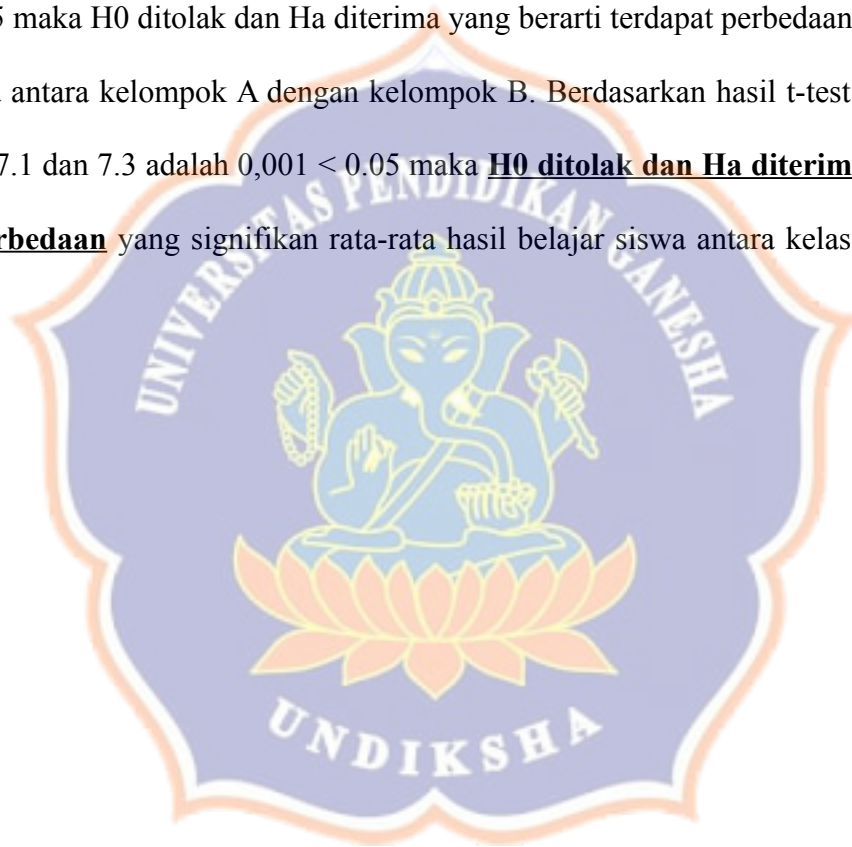 maka H0 ditolak dan Ha diterima yang berarti terdapat perbedaan
antara kelompok A dengan kelompok B. Berdasarkan hasil t-test
7.1 dan 7.3 adalah 0,001 < 0.05 maka H0 ditolak dan Ha diterim
yang signifikan rata-rata hasil belajar siswa antara kelas
UNIVERSITAS PENDIDIKAN GANESHA
UNDIKSHA